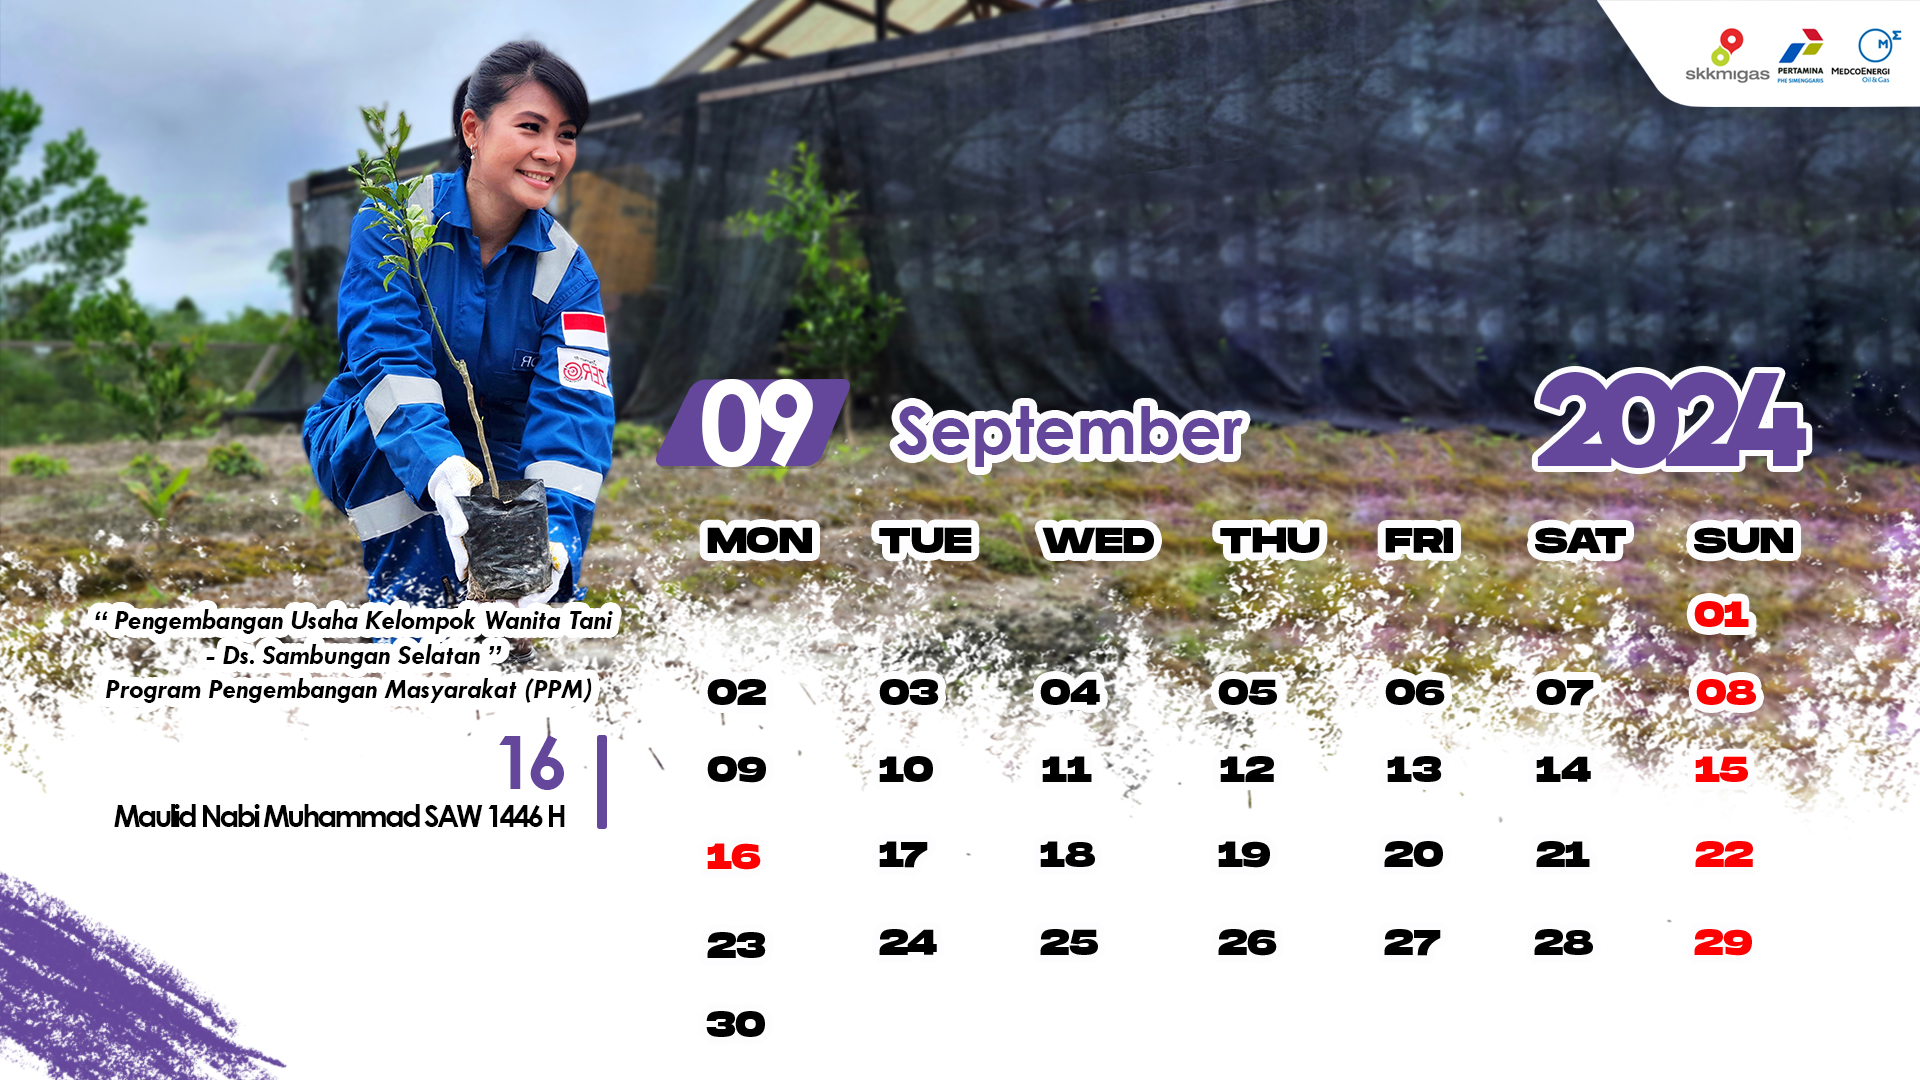 skkmigas
PERTAMINA
PHE SIMENGGARIS
MEDCOENERGI
Oil & Gas
ZERO
09 September 2024
MON TUE WED THU FRI SAT SUN
01
02 03 04 05 06 07 08
09 10 11 12 13 14 15
16 17 18 19 20 21 22
23 24 25 26 27 28 29
30
“ Pengembangan Usaha Kelompok Wanita Tani
- Ds. Sambungan Selatan ”
Program Pengembangan Masyarakat (PPM)
16
Maulid Nabi Muhammad SAW 1446 H